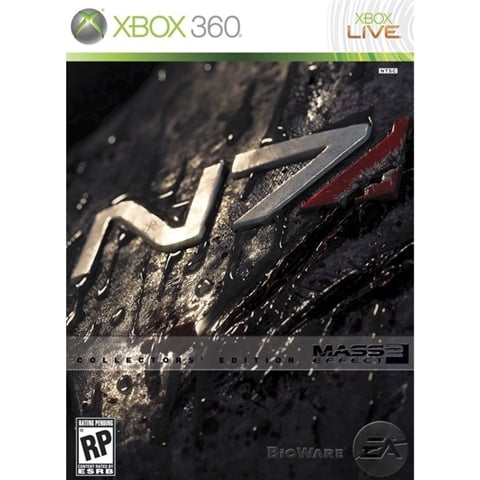 XBOX 360.
XBOX
LIVE
NTSC
N7
COLLECTORS' EDITION
MASS 2
EFFECT
RATING PENDING
RP
CONTENT RATED BY
ESRB
BIOWARE
EA